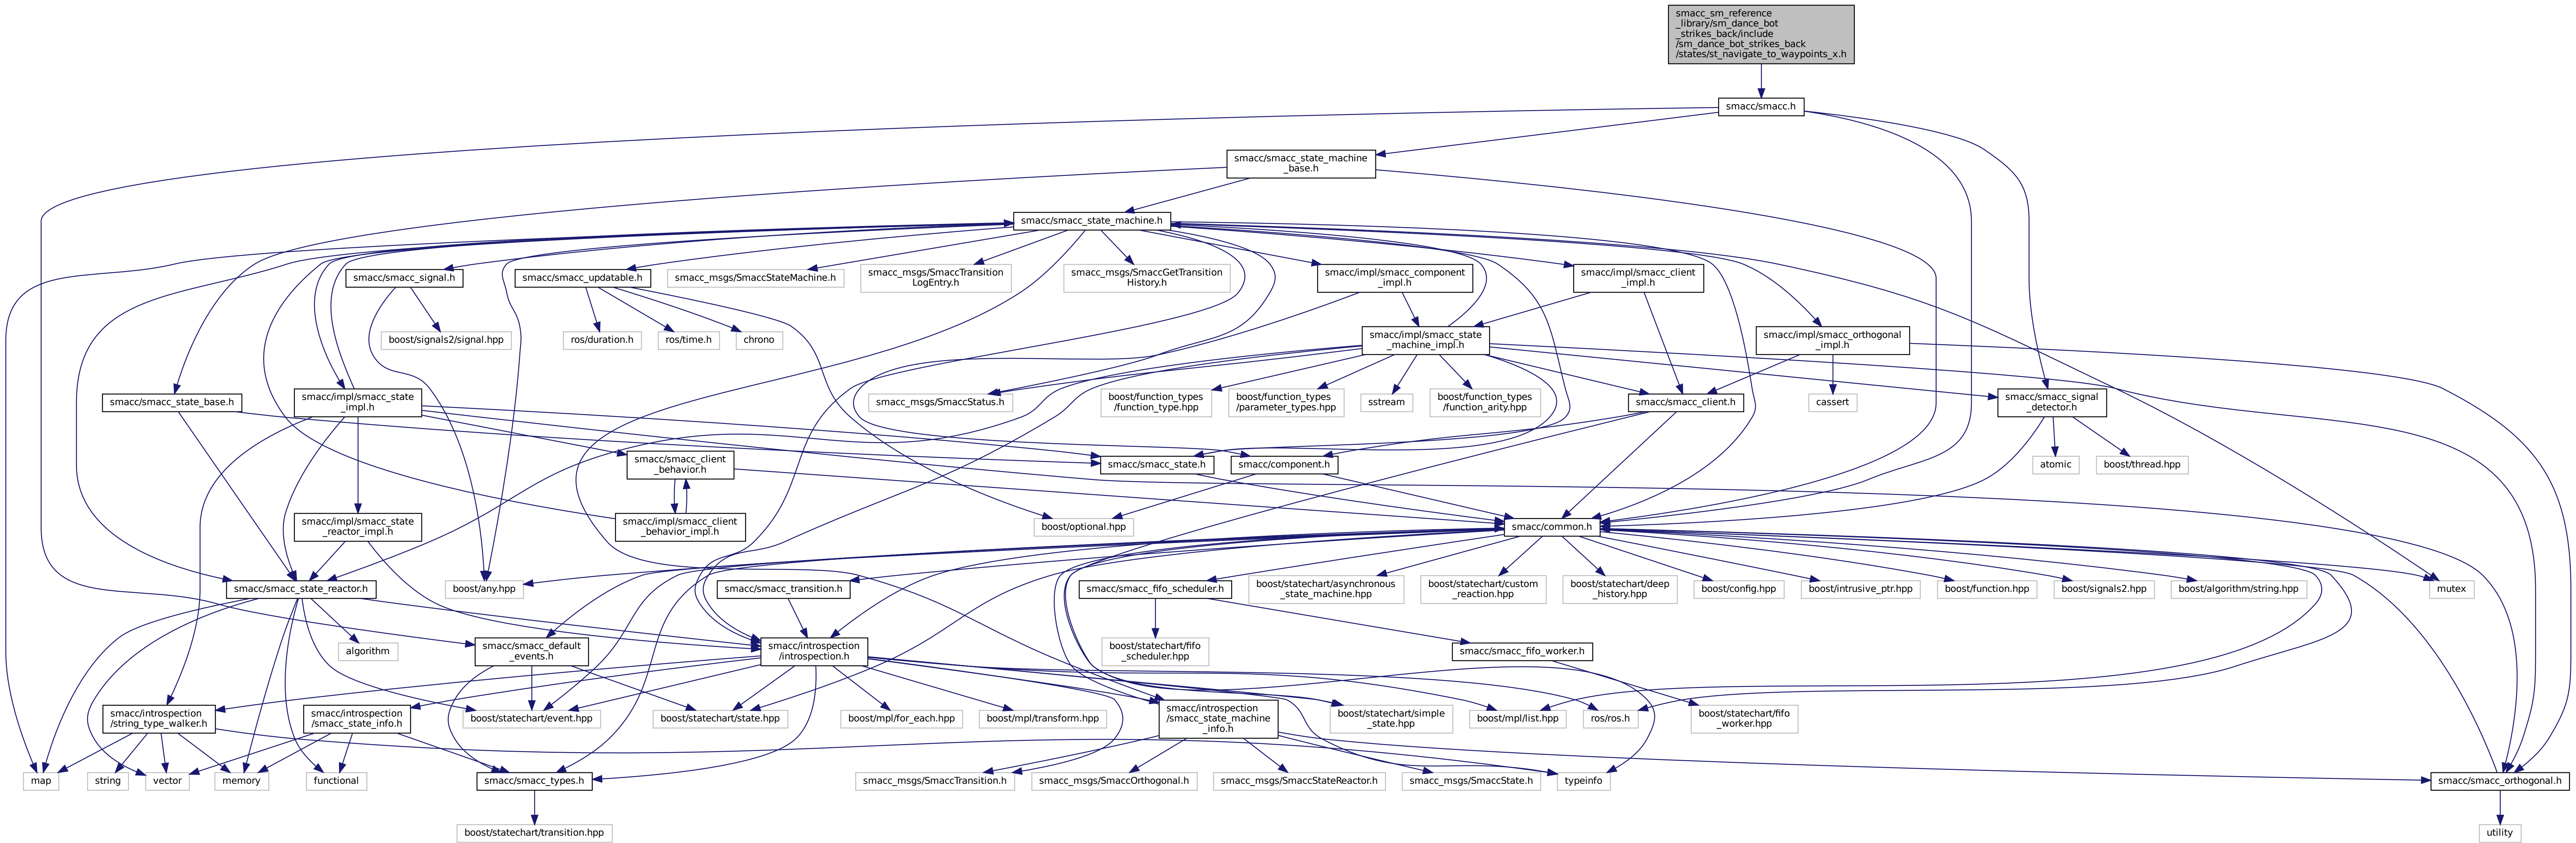 smacc_sm_reference
_library/sm_dance_bot
_strikes_back/include
/sm_dance_bot_strikes_back
/states/st_navigate_to_waypoints_x.h
smacc/smacc.h
smacc/smacc_state_machine
_base.h
smacc/smacc_state_machine.h
smacc/smacc_signal.h
smacc/smacc_updatable.h
smacc_msgs/SmaccStateMachine.h
smacc_msgs/SmaccTransition
LogEntry.h
smacc_msgs/SmaccGetTransition
History.h
smacc/impl/smacc_component
_impl.h
smacc/impl/smacc_client
_impl.h
boost/signals2/signal.hpp
ros/duration.h
ros/time.h
chrono
smacc/impl/smacc_state
_machine_impl.h
smacc/impl/smacc_orthogonal
_impl.h
smacc/smacc_state_base.h
smacc/impl/smacc_state
_impl.h
smacc_msgs/SmaccStatus.h
boost/function_types
/function_type.hpp
boost/function_types
/parameter_types.hpp
sstream
boost/function_types
/function_arity.hpp
smacc/smacc_client.h
cassert
smacc/smacc_signal
_detector.h
smacc/smacc_client
_behavior.h
smacc/smacc_state.h
smacc/component.h
atomic
boost/thread.hpp
smacc/impl/smacc_state
_reactor_impl.h
smacc/impl/smacc_client
_behavior_impl.h
boost/optional.hpp
smacc/common.h
smacc/smacc_state_reactor.h
boost/any.hpp
smacc/smacc_transition.h
smacc/smacc_fifo_scheduler.h
boost/statechart/asynchronous
_state_machine.hpp
boost/statechart/custom
_reaction.hpp
boost/statechart/deep
_history.hpp
boost/config.hpp
boost/intrusive_ptr.hpp
boost/function.hpp
boost/signals2.hpp
boost/algorithm/string.hpp
mutex
algorithm
smacc/smacc_default
_events.h
smacc/introspection
/introspection.h
boost/statechart/fifo
_scheduler.hpp
smacc/smacc_fifo_worker.h
smacc/introspection
/string_type_walker.h
smacc/introspection
/smacc_state_info.h
boost/statechart/event.hpp
boost/statechart/state.hpp
boost/mpl/for_each.hpp
boost/mpl/transform.hpp
smacc/introspection
/smacc_state_machine
_info.h
boost/statechart/simple
_state.hpp
boost/mpl/list.hpp
ros/ros.h
boost/statechart/fifo
_worker.hpp
map
string
vector
memory
functional
smacc/smacc_types.h
smacc_msgs/SmaccTransition.h
smacc_msgs/SmaccOrthogonal.h
smacc_msgs/SmaccStateReactor.h
smacc_msgs/SmaccState.h
typeinfo
smacc/smacc_orthogonal.h
boost/statechart/transition.hpp
utility